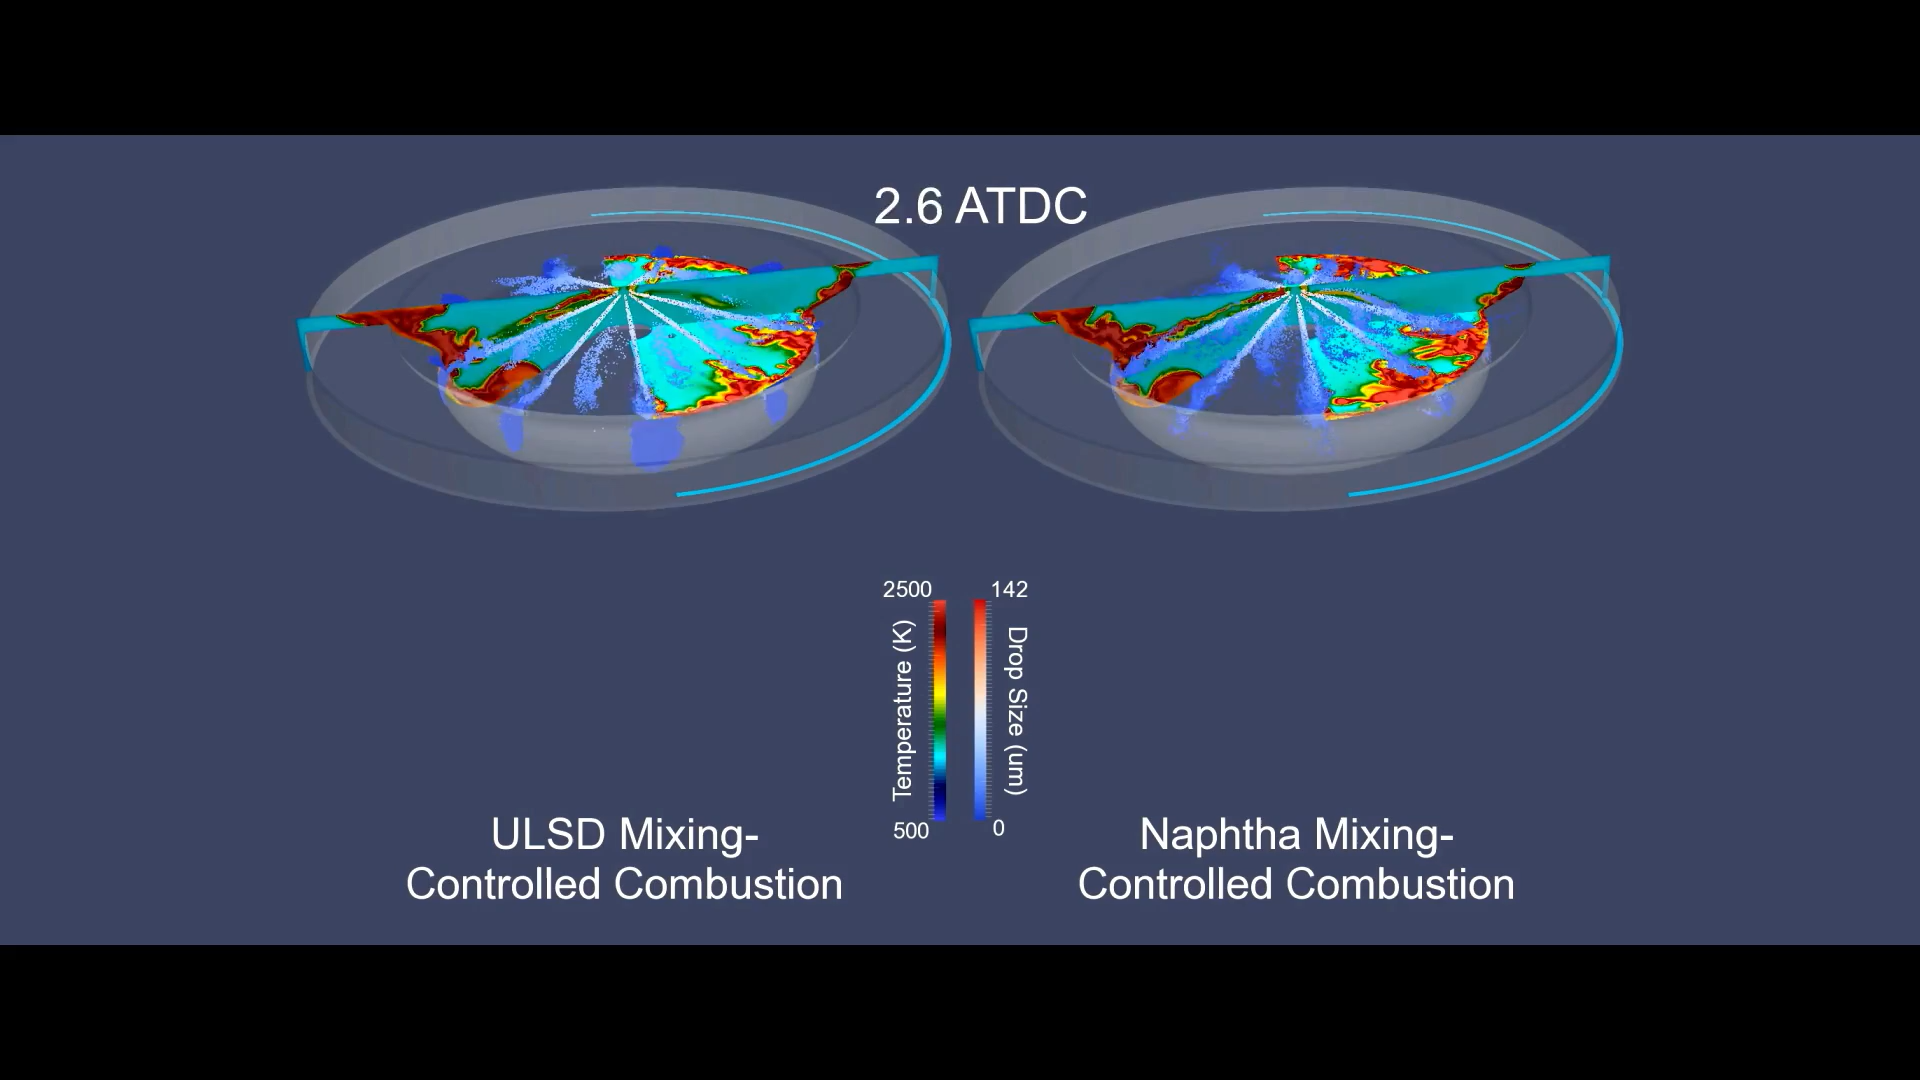 2.6 ATDC
2500
142
Temperature (K)
Drop Size (um)
500
0
ULSD Mixing-
Controlled Combustion
Naphtha Mixing-
Controlled Combustion